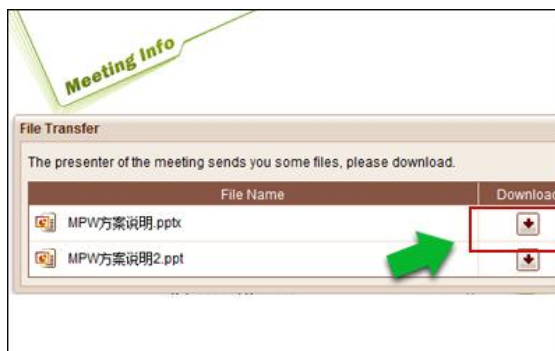 Meeting Info
File Transfer
The presenter of the meeting sends you some files, please download.
File Name Download
MPW方案说明.pptx
MPW方案说明2.ppt